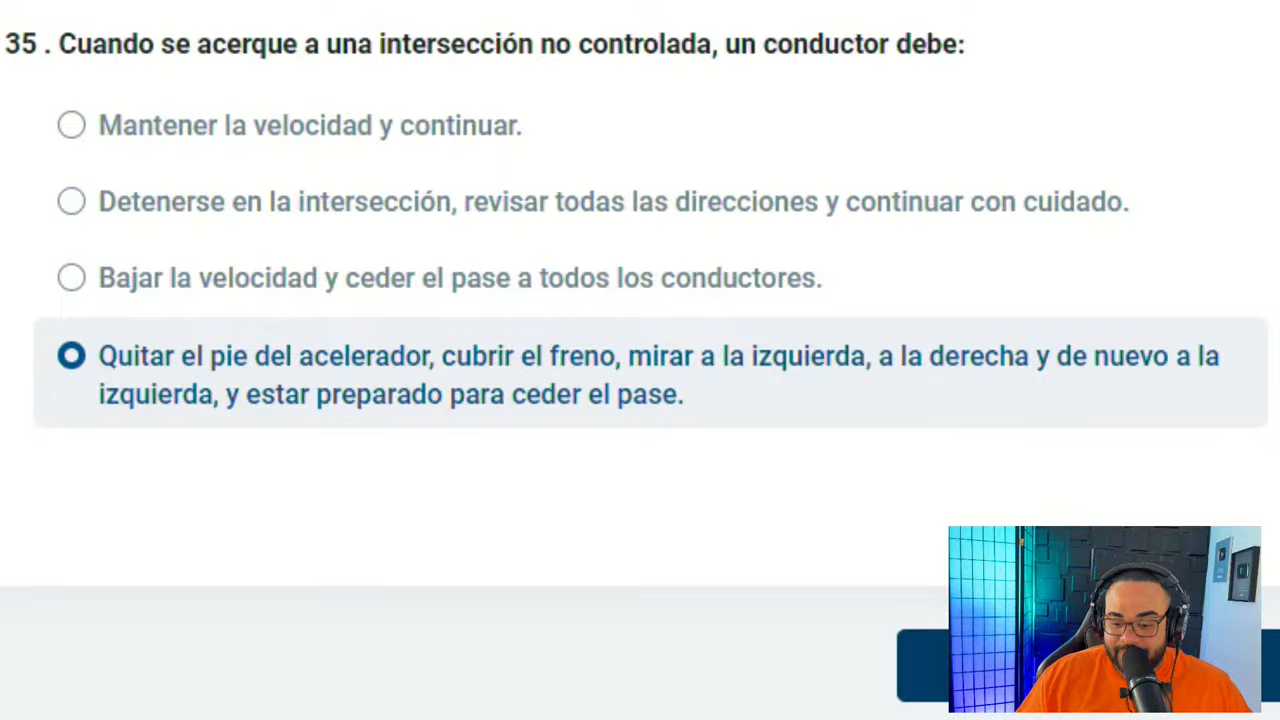 35 . Cuando se acerque a una intersección no controlada, un conductor debe:
Mantener la velocidad y continuar.
Detenerse en la intersección, revisar todas las direcciones y continuar con cuidado.
Bajar la velocidad y ceder el pase a todos los conductores.
Quitar el pie del acelerador, cubrir el freno, mirar a la izquierda, a la derecha y de nuevo a la
izquierda, y estar preparado para ceder el pase.